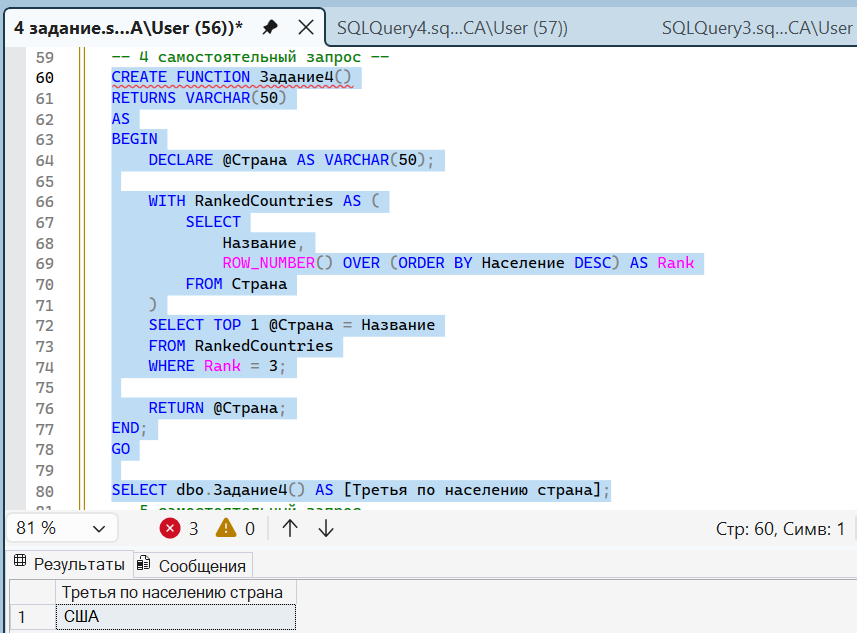 4 задание.s...A\User (56))* SQLQuery4.sq...CA\User (57)) SQLQuery3.sq...CA\User
59 -- 4 самостоятельный запрос --
60 CREATE FUNCTION Задание4()
61 RETURNS VARCHAR(50)
62 AS
63 BEGIN
64 DECLARE @Страна AS VARCHAR(50);
65
66 WITH RankedCountries AS (
67 SELECT
68 Название,
69 ROW_NUMBER() OVER (ORDER BY Население DESC) AS Rank
70 FROM Страна
71 )
72 SELECT TOP 1 @Страна = Название
73 FROM RankedCountries
74 WHERE Rank = 3;
75
76 RETURN @Страна;
77 END;
78 GO
79
80 SELECT dbo.Задание4() AS [Третья по населению страна];
81 5 самостоятельный запрос
81 % 3 0 Стр: 60, Симв: 1
Результаты Сообщения
Третья по населению страна
1 США